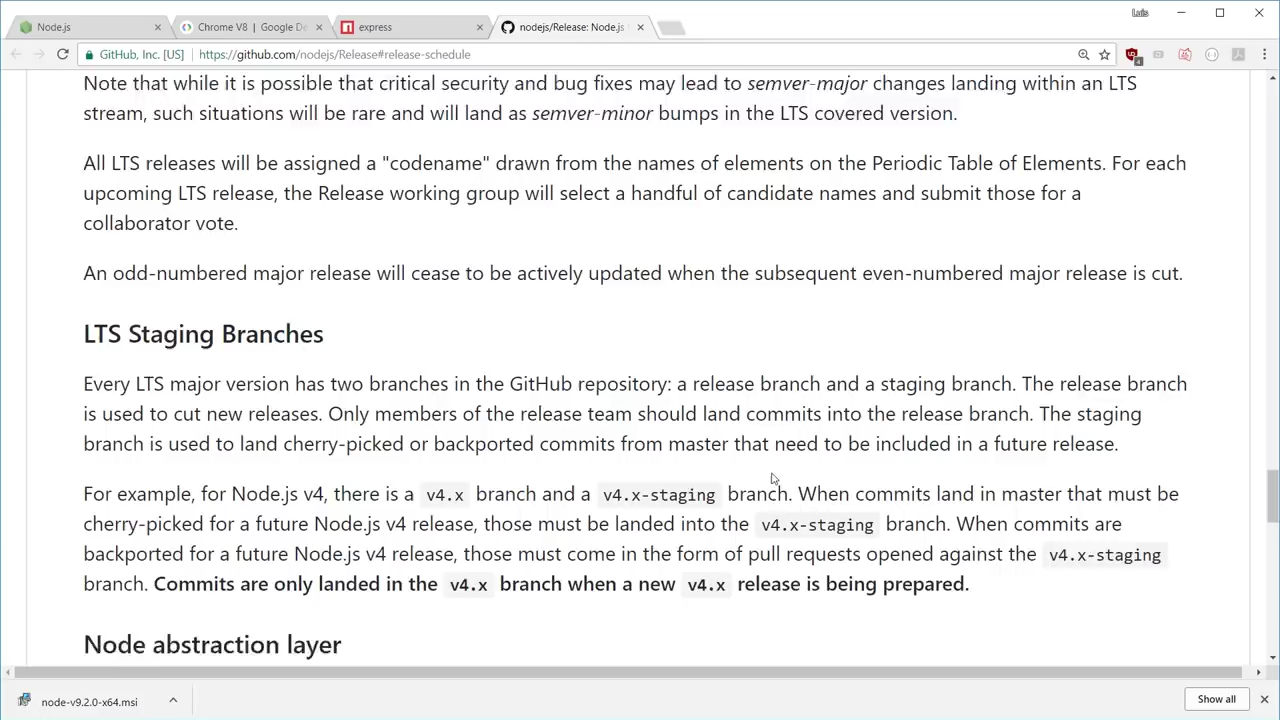 Luis
Node.js
Chrome V8 | Google De
express
nodejs/Release: Node.js
GitHub, Inc. [US]
https://github.com/nodejs/Release#release-schedule
4
Note that while it is possible that critical security and bug fixes may lead to semver-major changes landing within an LTS
stream, such situations will be rare and will land as semver-minor bumps in the LTS covered version.
All LTS releases will be assigned a "codename" drawn from the names of elements on the Periodic Table of Elements. For each
upcoming LTS release, the Release working group will select a handful of candidate names and submit those for a
collaborator vote.
An odd-numbered major release will cease to be actively updated when the subsequent even-numbered major release is cut.
LTS Staging Branches
Every LTS major version has two branches in the GitHub repository: a release branch and a staging branch. The release branch
is used to cut new releases. Only members of the release team should land commits into the release branch. The staging
branch is used to land cherry-picked or backported commits from master that need to be included in a future release.
For example, for Node.js v4, there is a v4.x branch and a v4.x-staging branch. When commits land in master that must be
cherry-picked for a future Node.js v4 release, those must be landed into the v4.x-staging branch. When commits are
backported for a future Node.js v4 release, those must come in the form of pull requests opened against the v4.x-staging
branch. Commits are only landed in the v4.x branch when a new v4.x release is being prepared.
Node abstraction layer
node-v9.2.0-x64.msi
Show all